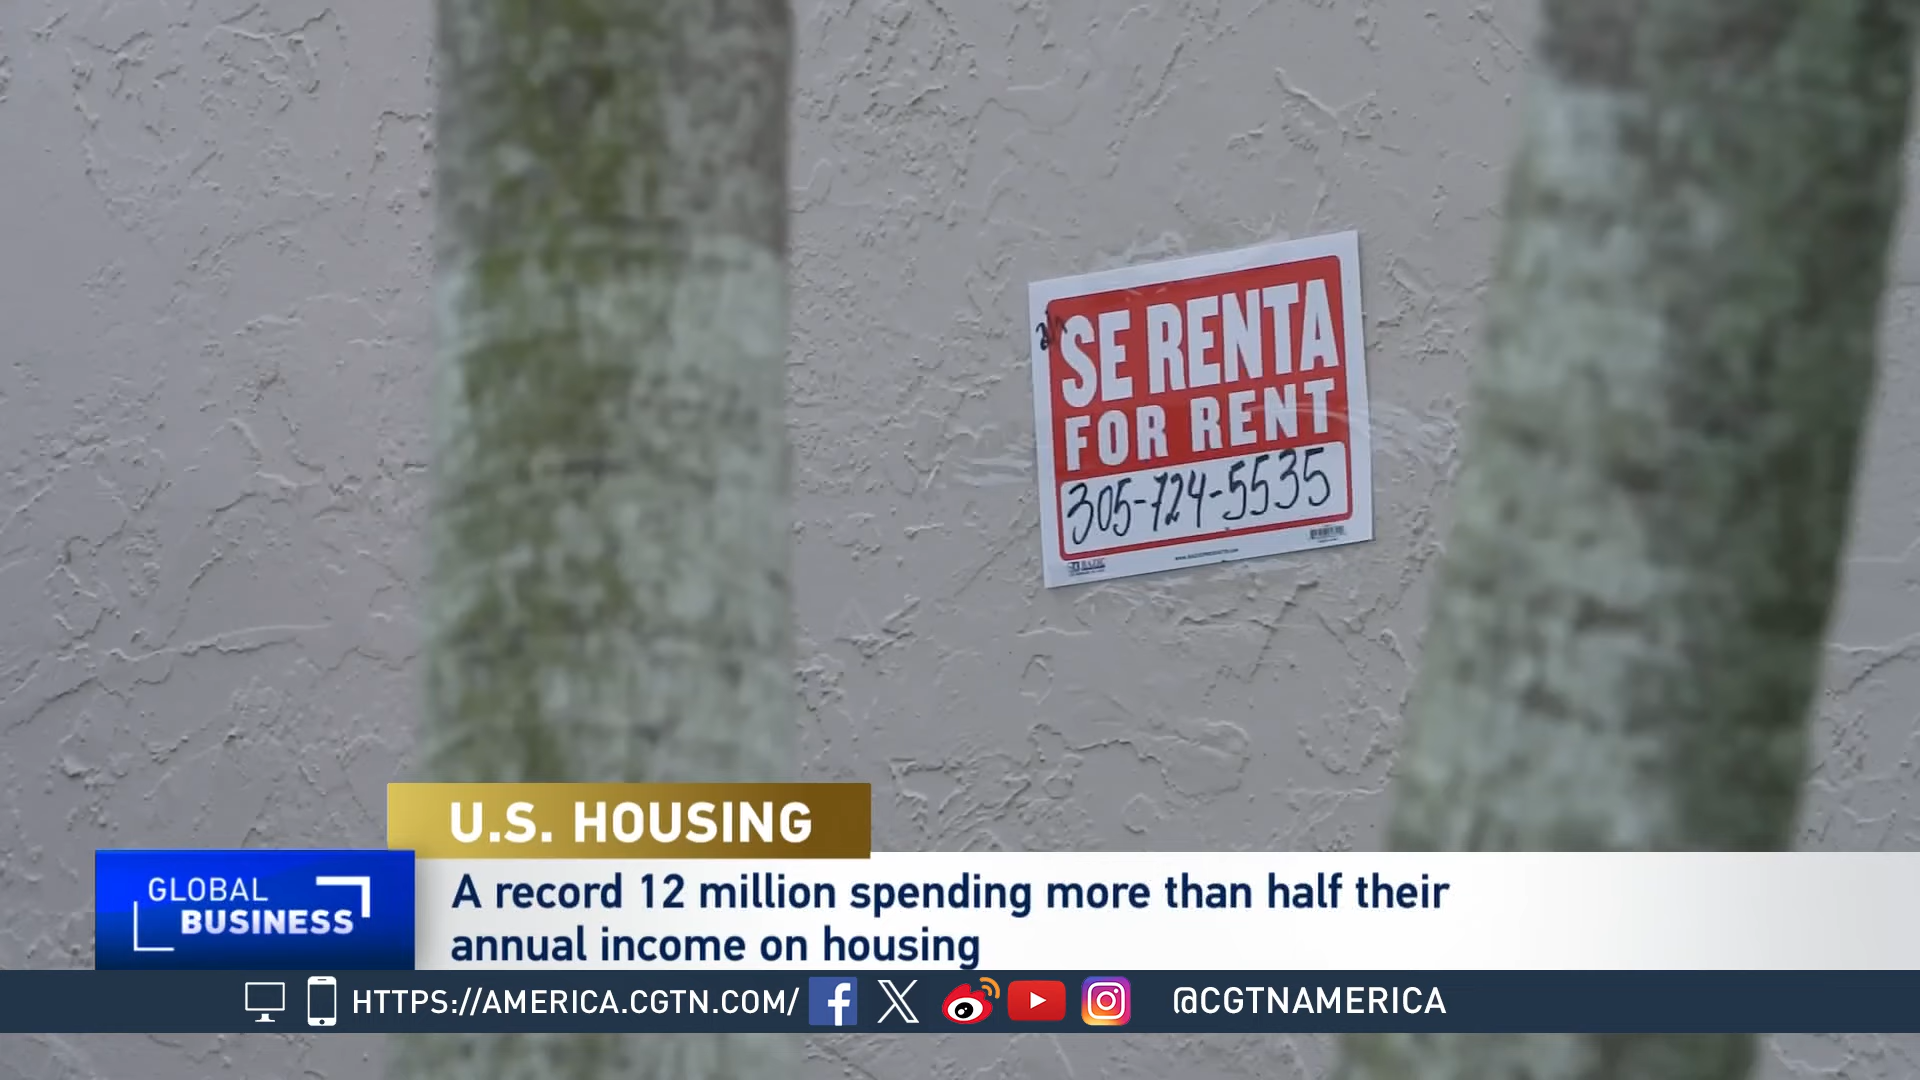 SE RENTA
FOR RENT
305-724-5535
U.S. HOUSING
GLOBAL
BUSINESS
A record 12 million spending more than half their
annual income on housing
HTTPS://AMERICA.CGTN.COM/
@CGTNAMERICA